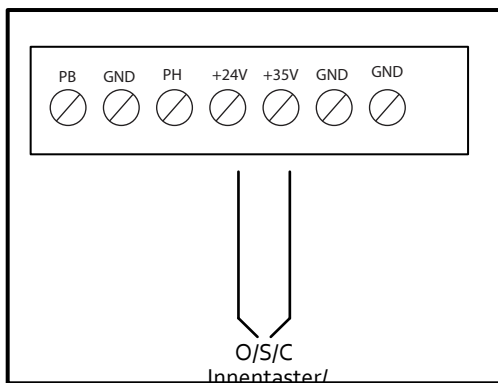 PB GND PH +24V +35V GND GND
O/S/C
Innentaster/